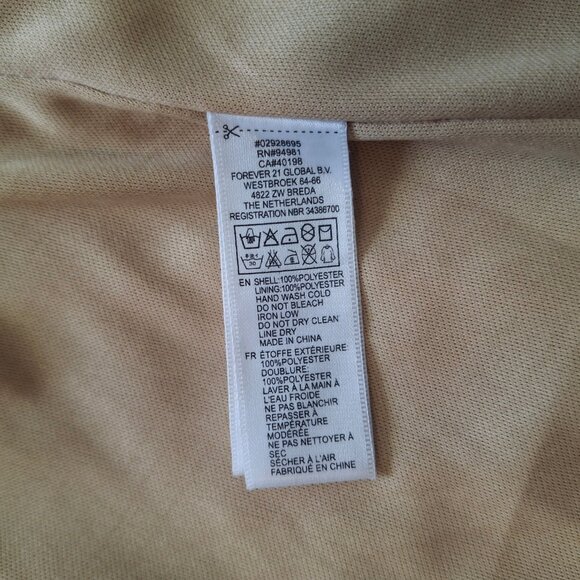 #02928695
RN#94981
CA#40198
FOREVER 21 GLOBAL B.V.
WESTBROEK 64-66
4822 ZW BREDA
THE NETHERLANDS
REGISTRATION NBR 34386700
30
EN SHELL:100%POLYESTER
LINING:100%POLYESTER
HAND WASH COLD
DO NOT BLEACH
IRON LOW
DO NOT DRY CLEAN
LINE DRY
MADE IN CHINA
FR ÉTOFFE EXTÉRIEURE:
100%POLYESTER
DOUBLURE:
100%POLYESTER
LAVER À LA MAIN À
L'EAU FROIDE
NE PAS BLANCHIR
REPASSER À
TEMPÉRATURE
MODÉRÉE
NE PAS NETTOYER À
SEC
SÉCHER À L'AIR
FABRIQUÉ EN CHINE